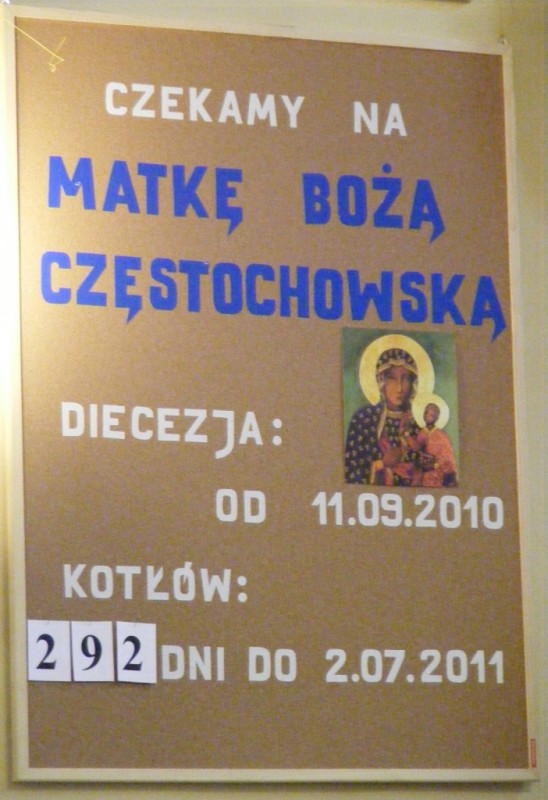 CZEKAMY NA
MATKĘ BOŻĄ
CZĘSTOCHOWSKĄ
DIECEZJA:
OD 11.09.2010
KOTŁÓW:
292 DNI DO 2.07.2011